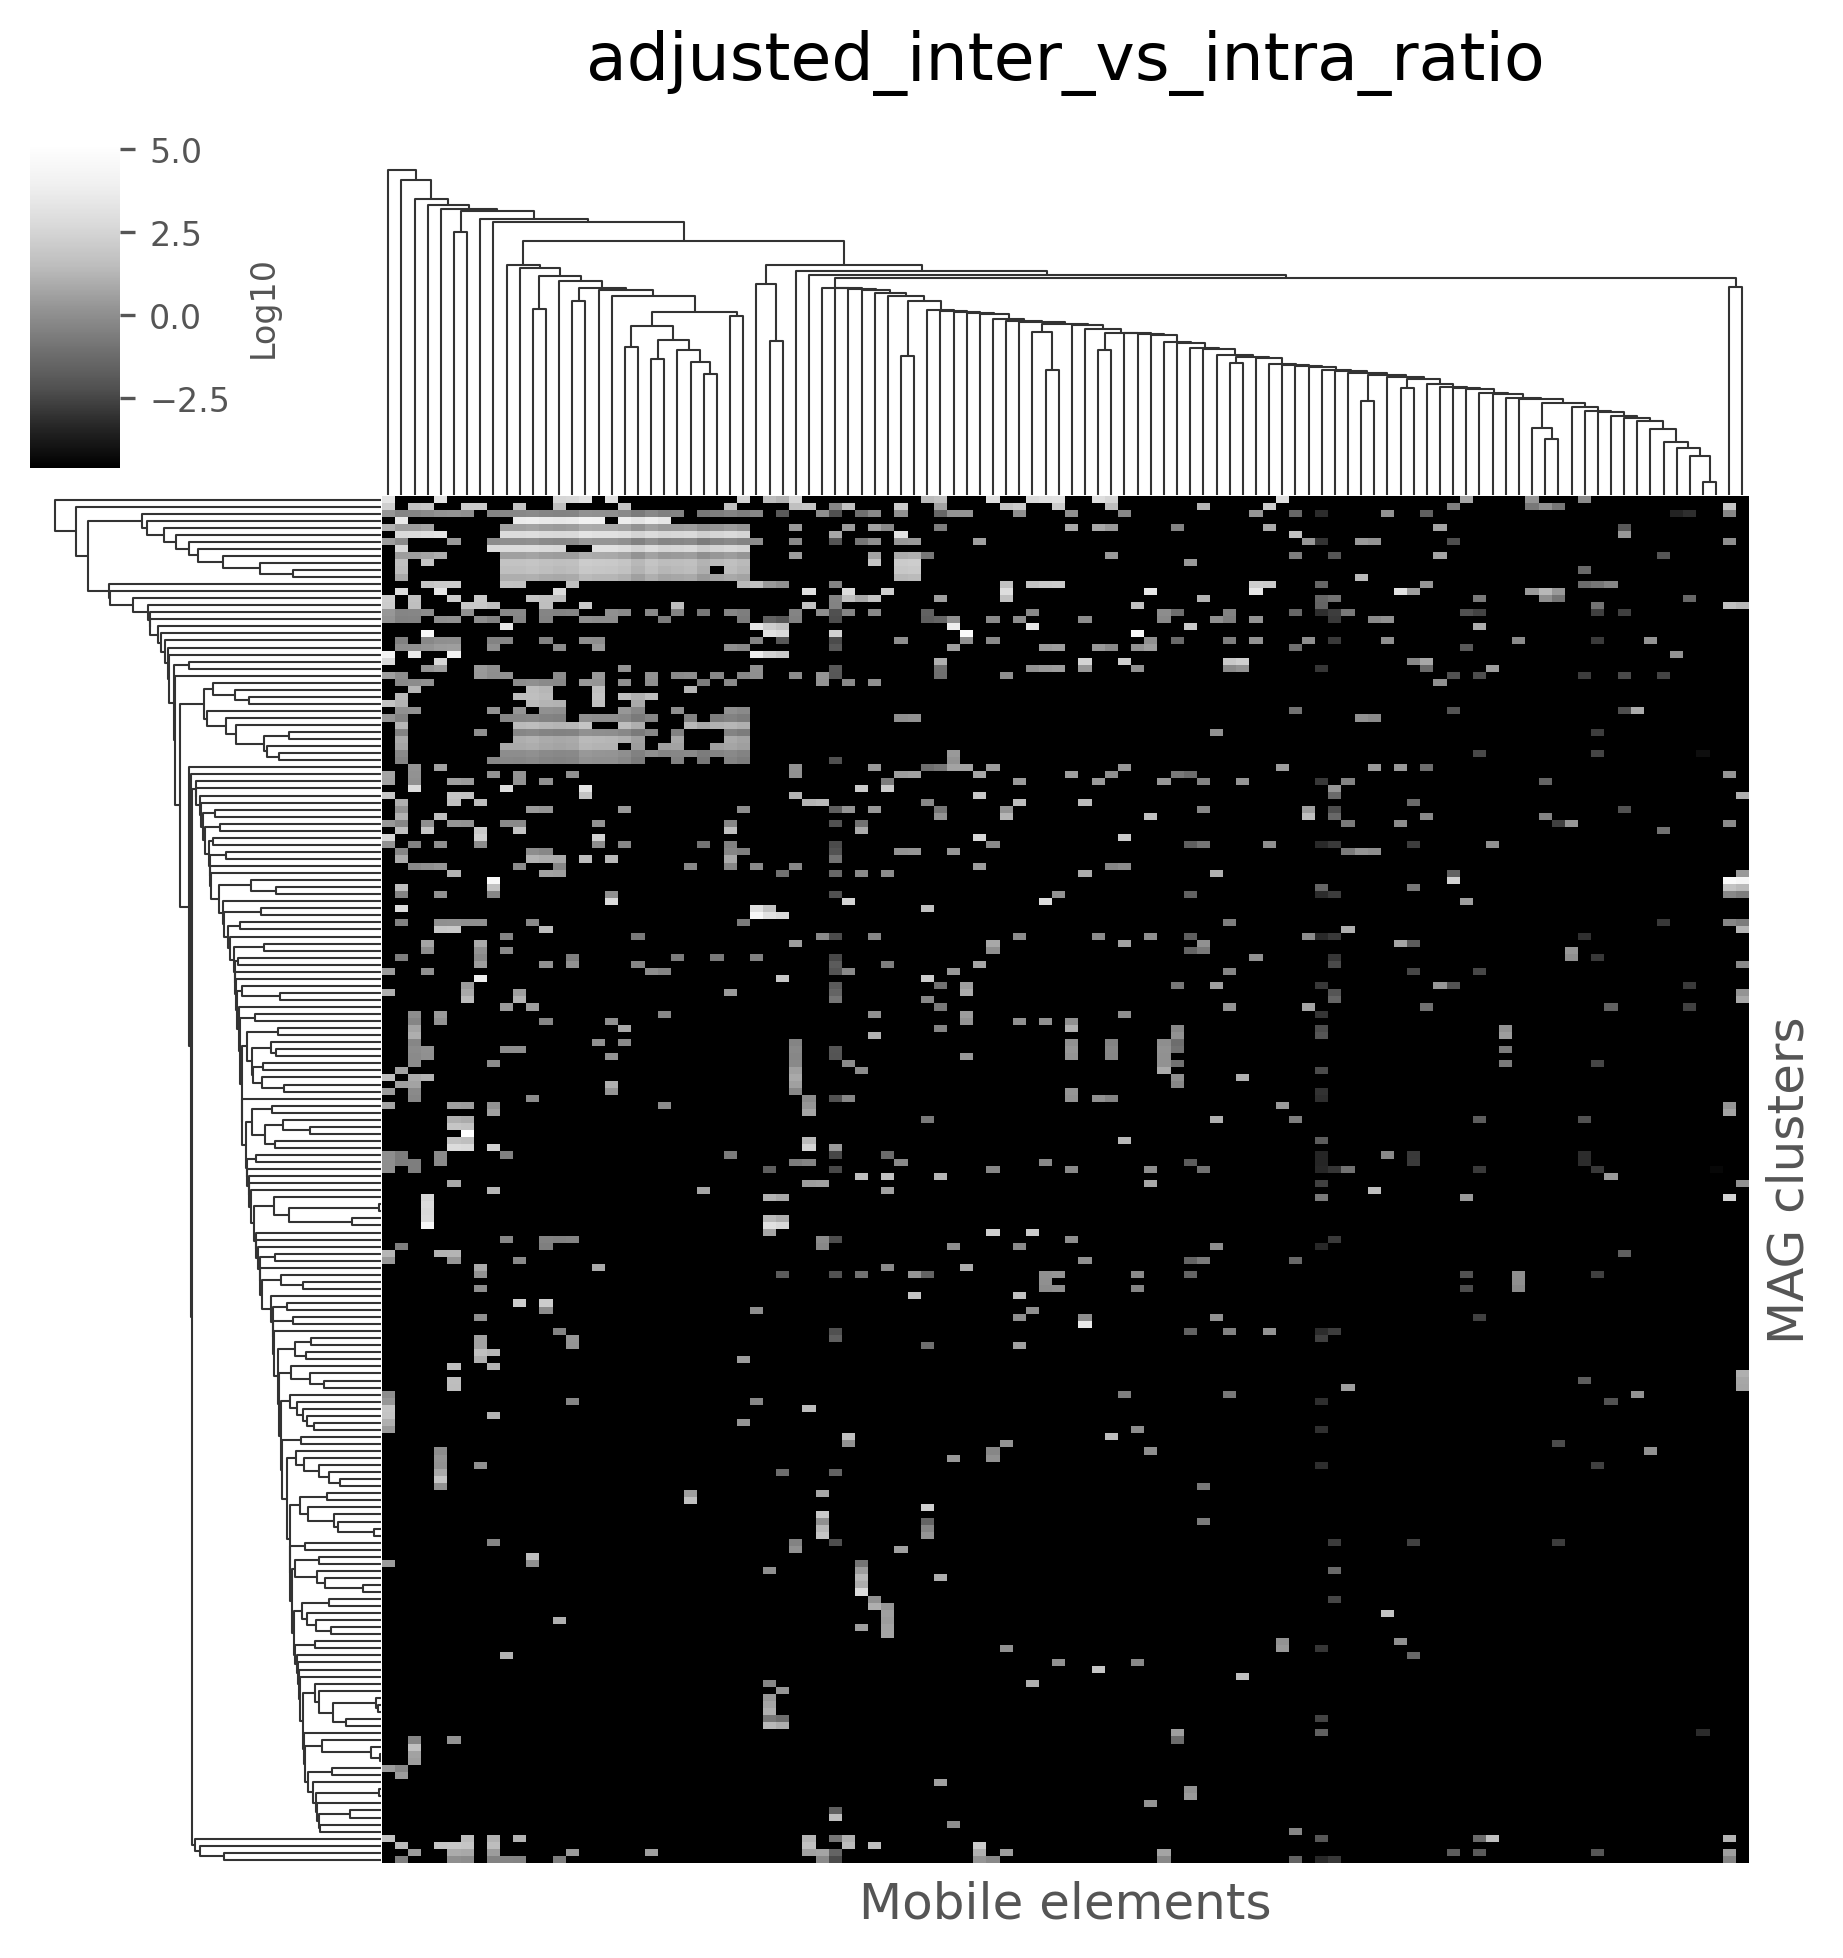 adjusted_inter_vs_intra_ratio
5.0
2.5
0.0
−2.5
Log10
MAG clusters
Mobile elements